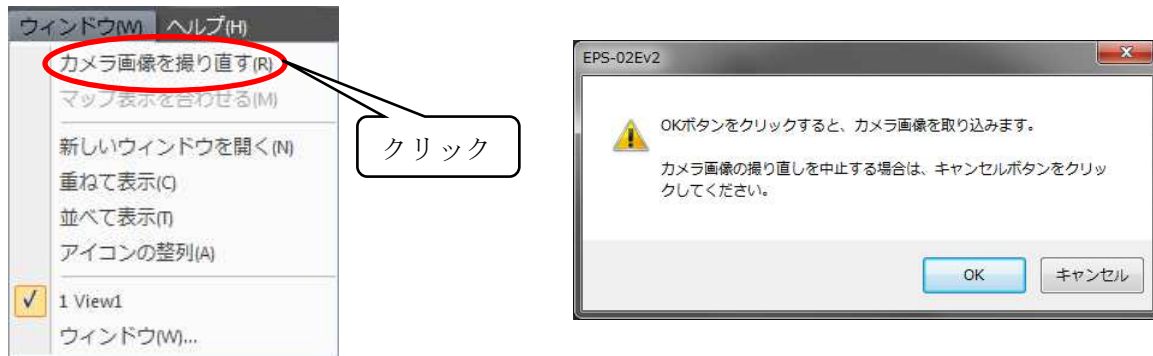 ウィンドウ(W) ヘルプ(H)
カメラ画像を撮り直す(R)
マップ表示を合わせる(M)
新しいウィンドウを開く(N)
重ねて表示(C)
並べて表示(T)
アイコンの整列(A)
1 View1
ウィンドウ(W)...
クリック
EPS-02Ev2
OKボタンをクリックすると、カメラ画像を取り込みます。
カメラ画像の撮り直しを中止する場合は、キャンセルボタンをクリッ
クしてください。
OK キャンセル